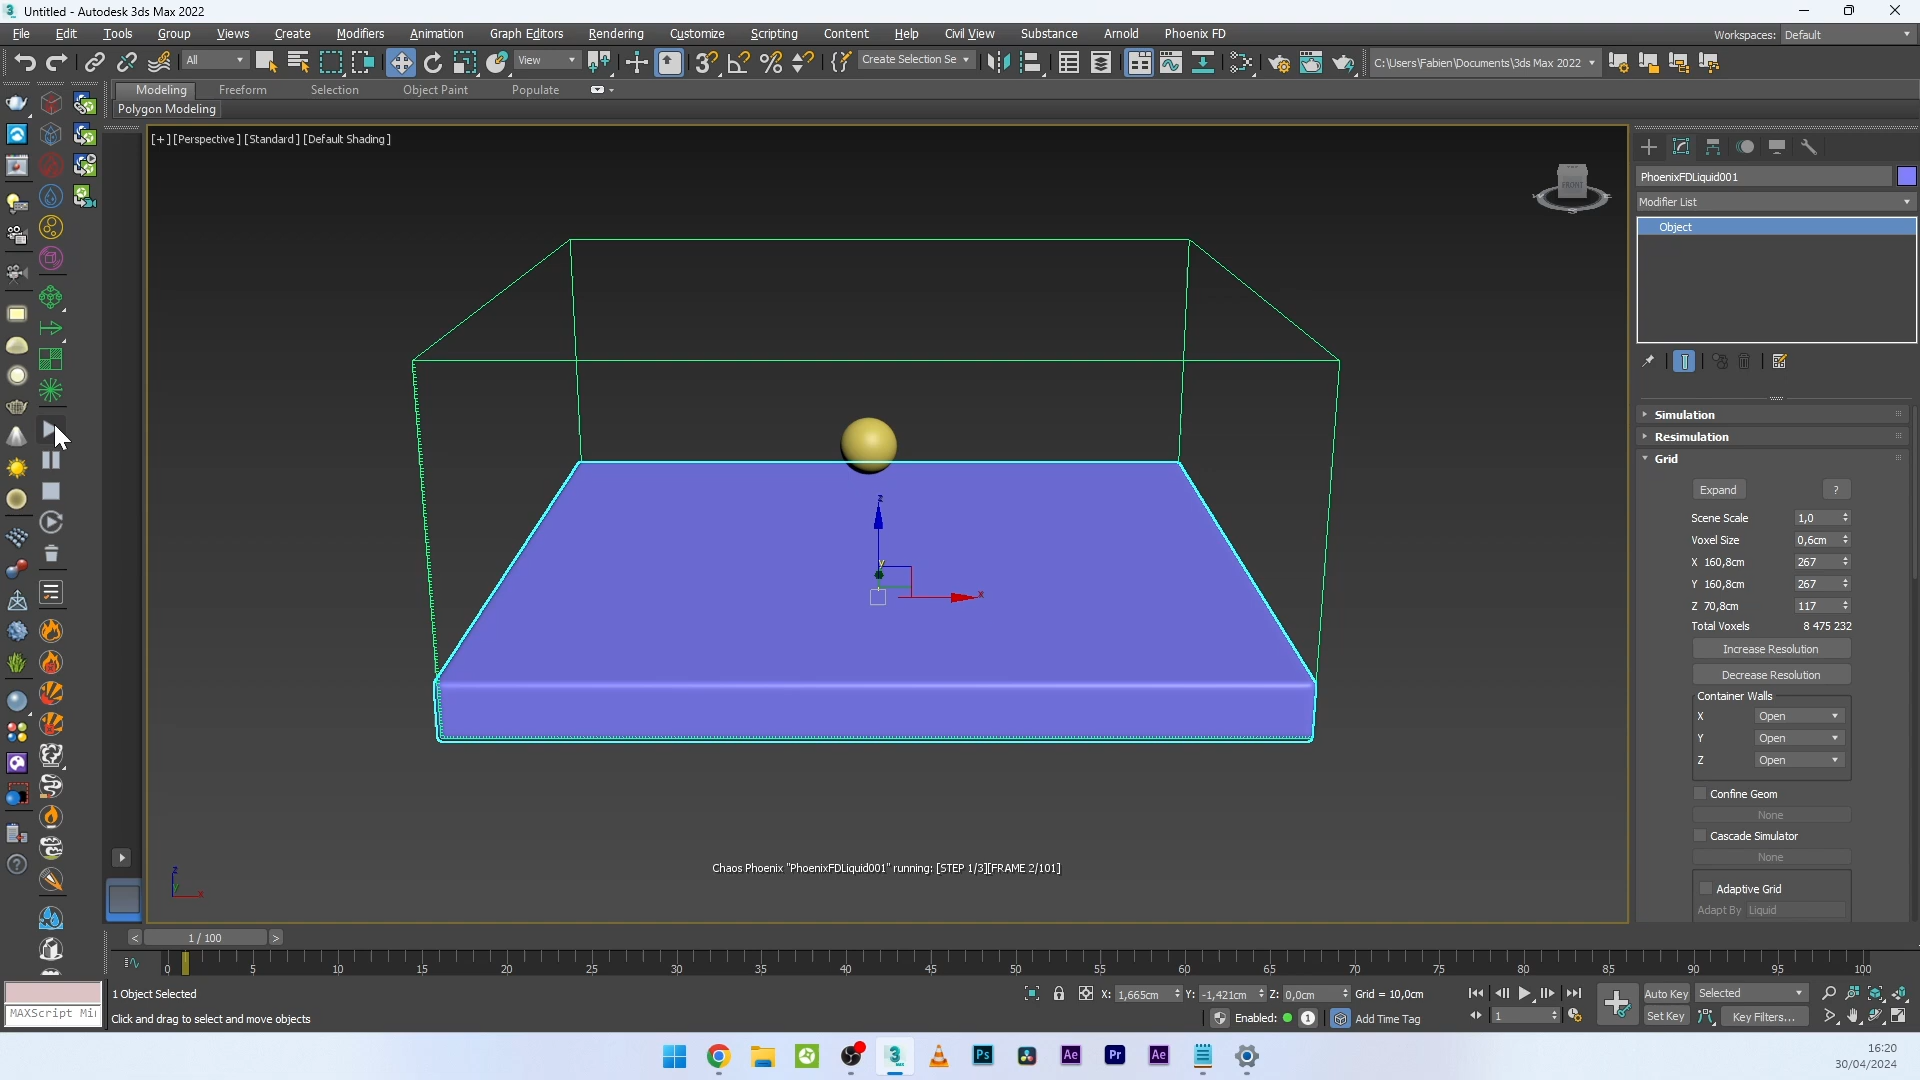 Untitled - Autodesk 3ds Max 2022
File Edit Tools Group Views Create Modifiers Animation Graph Editors Rendering Customize Scripting Content Help Civil View Substance Arnold Phoenix FD
Workspaces: Default
All View Create Selection Se C:\Users\Fabien\Documents\3ds Max 2022
Modeling Freeform Selection Object Paint Populate
Polygon Modeling
[+] [Perspective] [Standard] [Default Shading]
FRONT
PhoenixFDLiquid001
Modifier List
Object
Simulation
Resimulation
Grid
Expand ?
Scene Scale 1,0
Voxel Size 0,6cm
X 160,8cm 267
Y 160,8cm 267
Z 70,8cm 117
Total Voxels 8 475 232
Increase Resolution
Decrease Resolution
Container Walls
X Open
Y Open
Z Open
Confine Geom
None
Cascade Simulator
None
Adaptive Grid
Adapt By Liquid
z
y
x
Chaos Phoenix "PhoenixFDLiquid001" running: [STEP 1/3][FRAME 2/101]
z
x
< 1 / 100 >
0 5 10 15 20 25 30 35 40 45 50 55 60 65 70 75 80 85 90 95 100
1 Object Selected
X: 1,665cm Y: -1,421cm Z: 0,0cm Grid = 10,0cm
Auto Key Selected
MAXScript Mi
Click and drag to select and move objects
Enabled: 1 Add Time Tag
1
Set Key Key Filters...
Ps Ae Pr Ae
16:20
30/04/2024